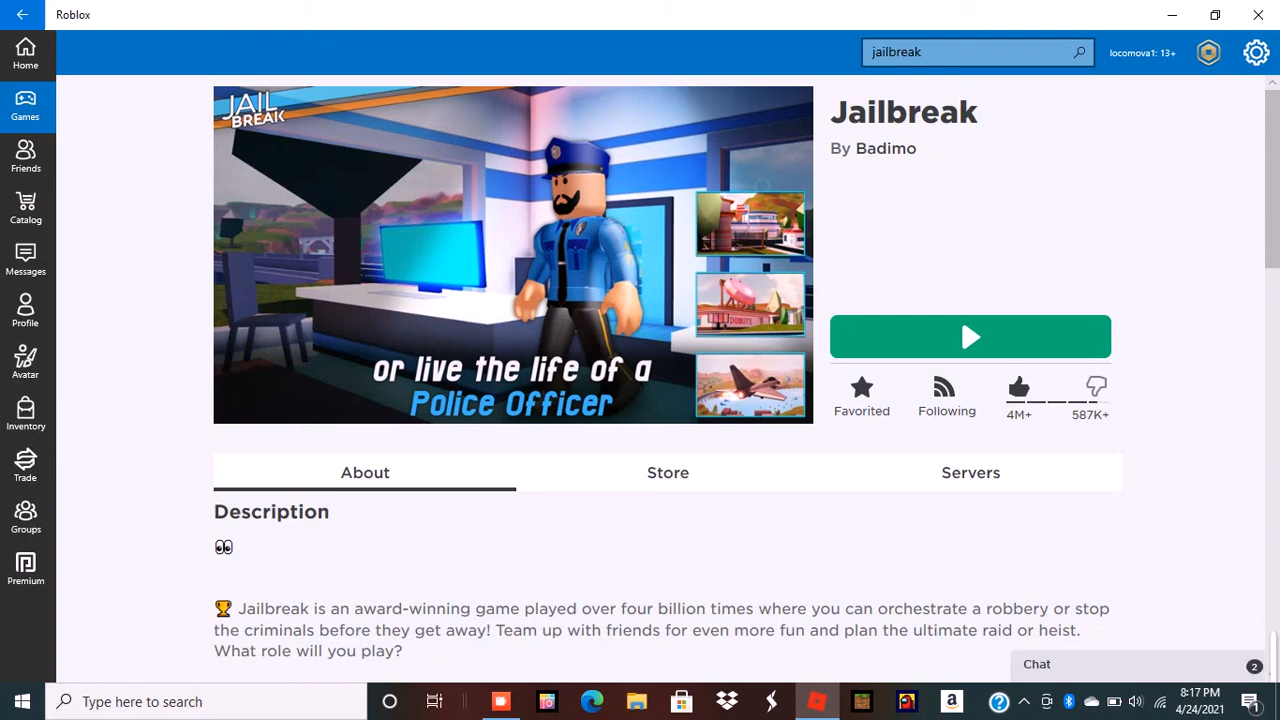 Roblox
jailbreak
locomova1: 13+
Home
Games
Friends
Catalog
Messages
Profile
Avatar
Inventory
Trade
Groups
Premium
JAIL
BREAK
DONUTS
or live the life of a
Police Officer
Jailbreak
By Badimo
Favorited
Following
4M+
587K+
About
Store
Servers
Description
👀
🏆 Jailbreak is an award-winning game played over four billion times where you can orchestrate a robbery or stop
the criminals before they get away! Team up with friends for even more fun and plan the ultimate raid or heist.
What role will you play?
Chat
2
Type here to search
a
8:17 PM
4/24/2021
1